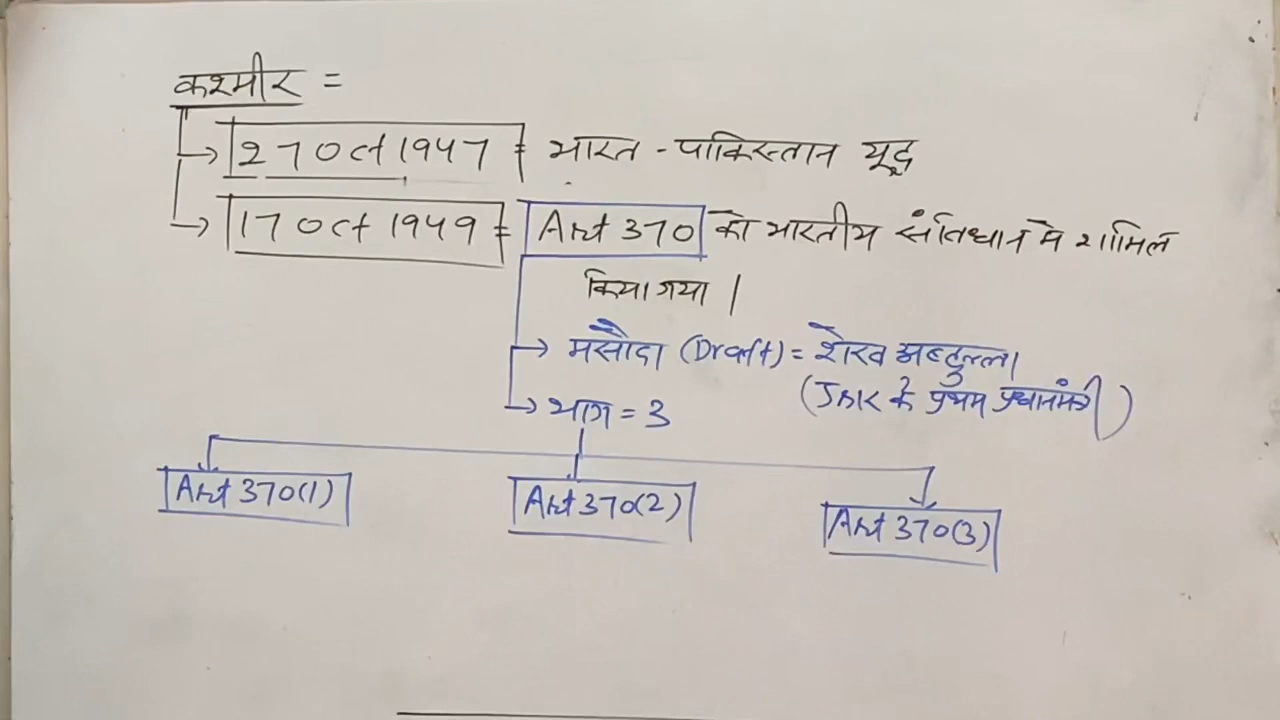 कश्मीर =
→ 27 Oct 1947 = भारत - पाकिस्तान यूद्ध
→ 17 Oct 1949 = Art 370 को भारतीय संविधान मे शामिल
किया गया |
→ मसौदा (Draft) = शेख अब्दुल्ला
(J&K के प्रथम प्रधानमंत्री)
→ भाग = 3
Art 370(1) Art 370(2) Art 370(3)